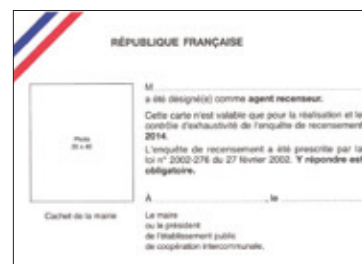 RÉPUBLIQUE FRANÇAISE
M
a été désigné(e) comme agent recenseur.
Cette carte n'est valable que pour la réalisation et le
contrôle d'exhaustivité de l'enquête de recensement
2014.
L'enquête de recensement a été prescrite par la
loi n° 2002-276 du 27 février 2002. Y répondre est
obligatoire.
Photo
35 x 45
À , le
Cachet de la mairie
Le maire
ou le président
de l'établissement public
de coopération intercommunale,